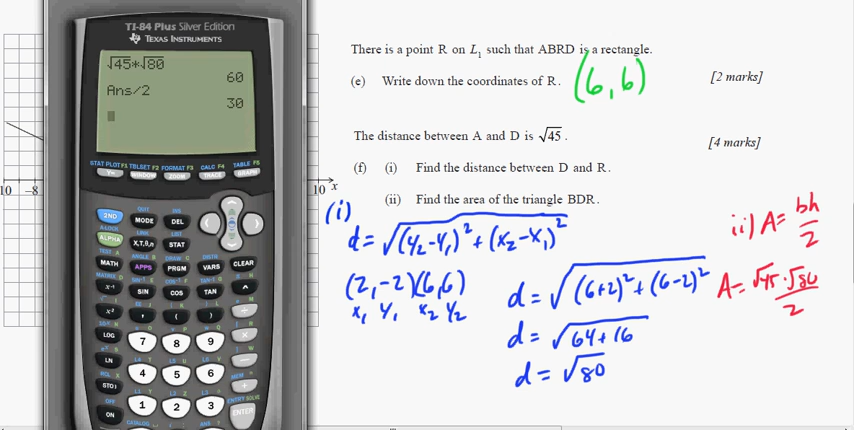 TI-84 Plus Silver Edition
TEXAS INSTRUMENTS
√45*√80
60
Ans/2
30
STAT PLOT F1 TBLSET F2 FORMAT F3 CALC F4 TABLE F5
Y= WINDOW ZOOM TRACE GRAPH
2ND MODE DEL
A-LOCK LINK LIST
ALPHA X,T,θ,n STAT
MATH APPS PRGM VARS CLEAR
x⁻¹ SIN COS TAN ^
x² , ( ) ÷
LOG 7 8 9 ×
LN 4 5 6 −
STO 1 2 3 +
ON ENTER
CATALOG
10 -8
10 x
There is a point R on L₁ such that ABRD is a rectangle.
(e) Write down the coordinates of R. (6,6) [2 marks]
The distance between A and D is √45.
[4 marks]
(f) (i) Find the distance between D and R.
(ii) Find the area of the triangle BDR.
(i)
d = √(y₂-y₁)² + (x₂-x₁)²
(2,-2)(6,6)
x₁ y₁ x₂ y₂
d = √(6+2)² + (6-2)²
d = √64+16
d = √80
ii) A = bh/2
A = √45·√80/2